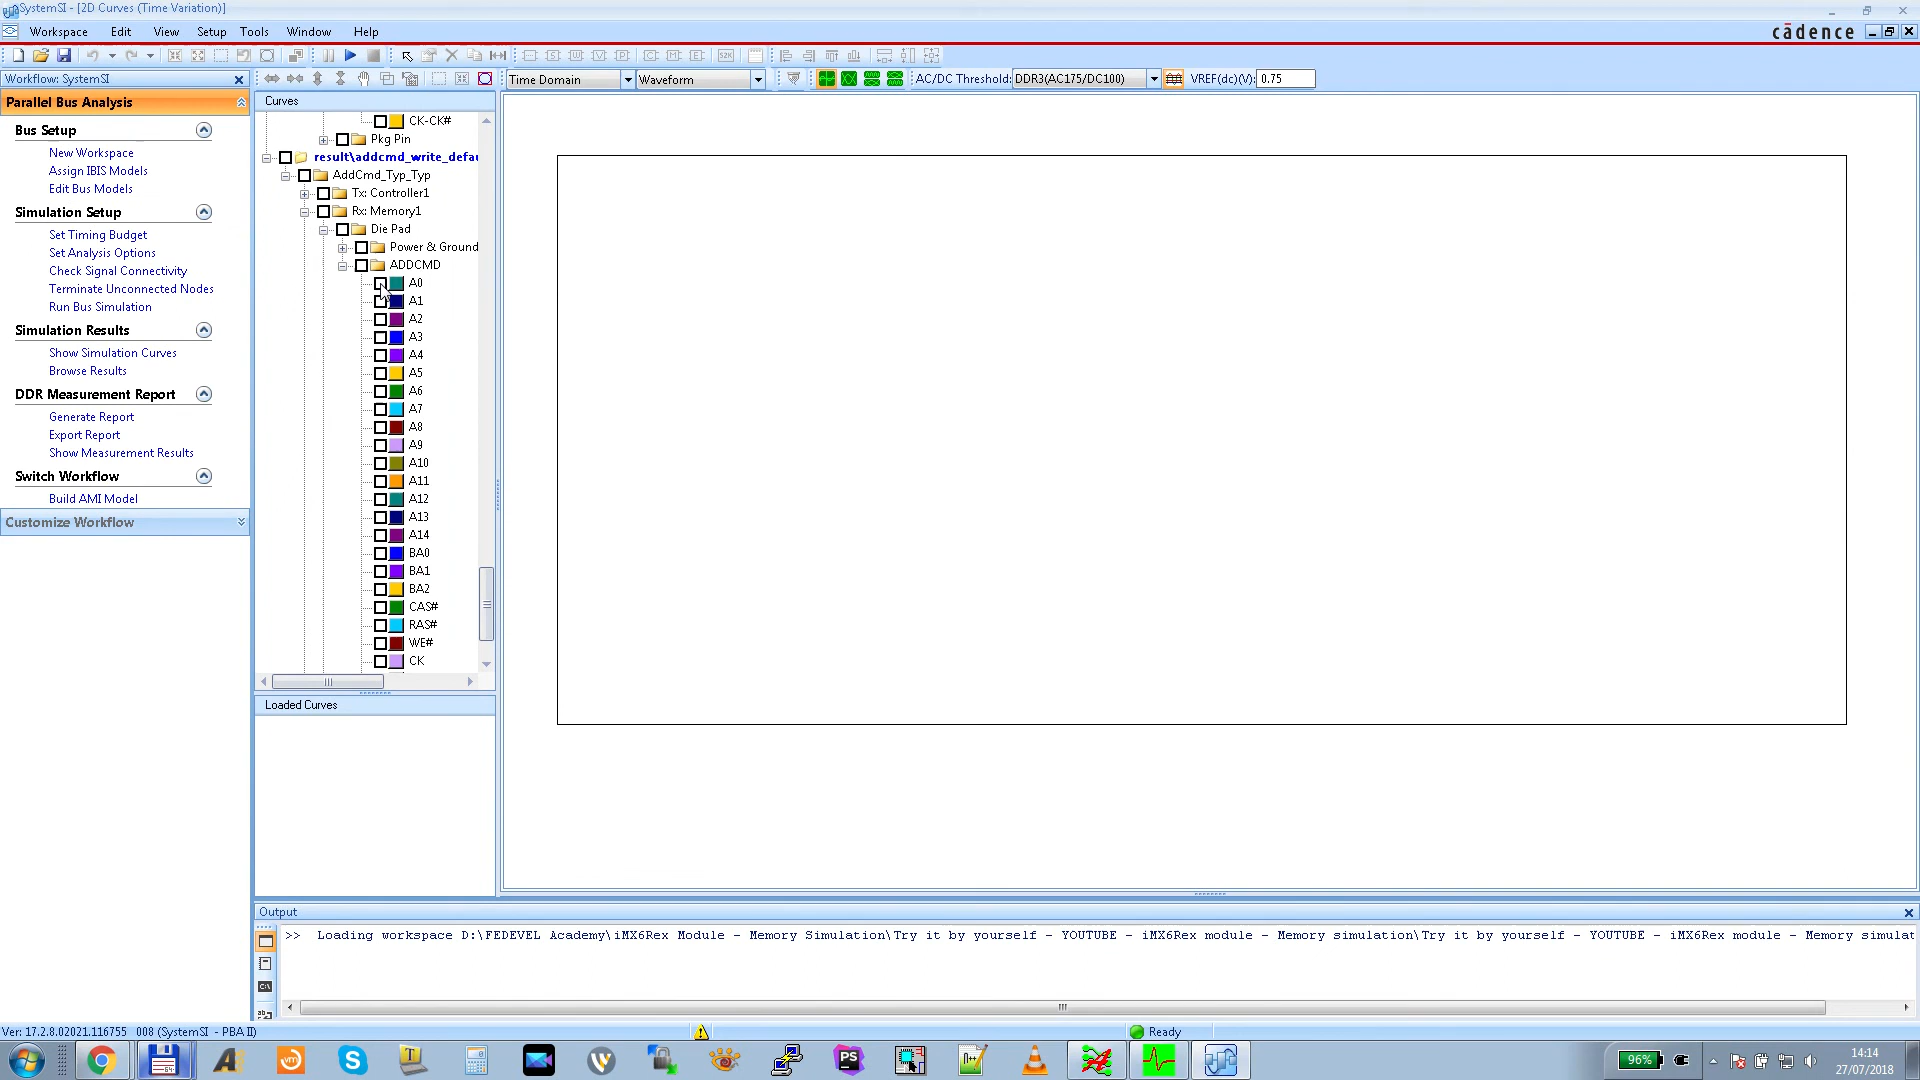 SystemSI - [2D Curves (Time Variation)]
Workspace Edit View Setup Tools Window Help
cādence
Workflow: SystemSI
Time Domain
Waveform
AC/DC Threshold: DDR3(AC175/DC100)
VREF(dc)(V): 0.75
Parallel Bus Analysis
Bus Setup
New Workspace
Assign IBIS Models
Edit Bus Models
Simulation Setup
Set Timing Budget
Set Analysis Options
Check Signal Connectivity
Terminate Unconnected Nodes
Run Bus Simulation
Simulation Results
Show Simulation Curves
Browse Results
DDR Measurement Report
Generate Report
Export Report
Show Measurement Results
Switch Workflow
Build AMI Model
Customize Workflow
Curves
CK-CK#
Pkg Pin
result\addcmd_write_defau
AddCmd_Typ_Typ
Tx: Controller1
Rx: Memory1
Die Pad
Power & Ground
ADDCMD
A0
A1
A2
A3
A4
A5
A6
A7
A8
A9
A10
A11
A12
A13
A14
BA0
BA1
BA2
CAS#
RAS#
WE#
CK
Loaded Curves
Output
>> Loading workspace D:\FEDEVEL Academy\iMX6Rex Module - Memory Simulation\Try it by yourself - YOUTUBE - iMX6Rex module - Memory simulation\Try it by yourself - YOUTUBE - iMX6Rex module - Memory simulat
Ver: 17.2.8.02021.116755 008 (SystemSI - PBA II)
Ready
96%
14:14
27/07/2018